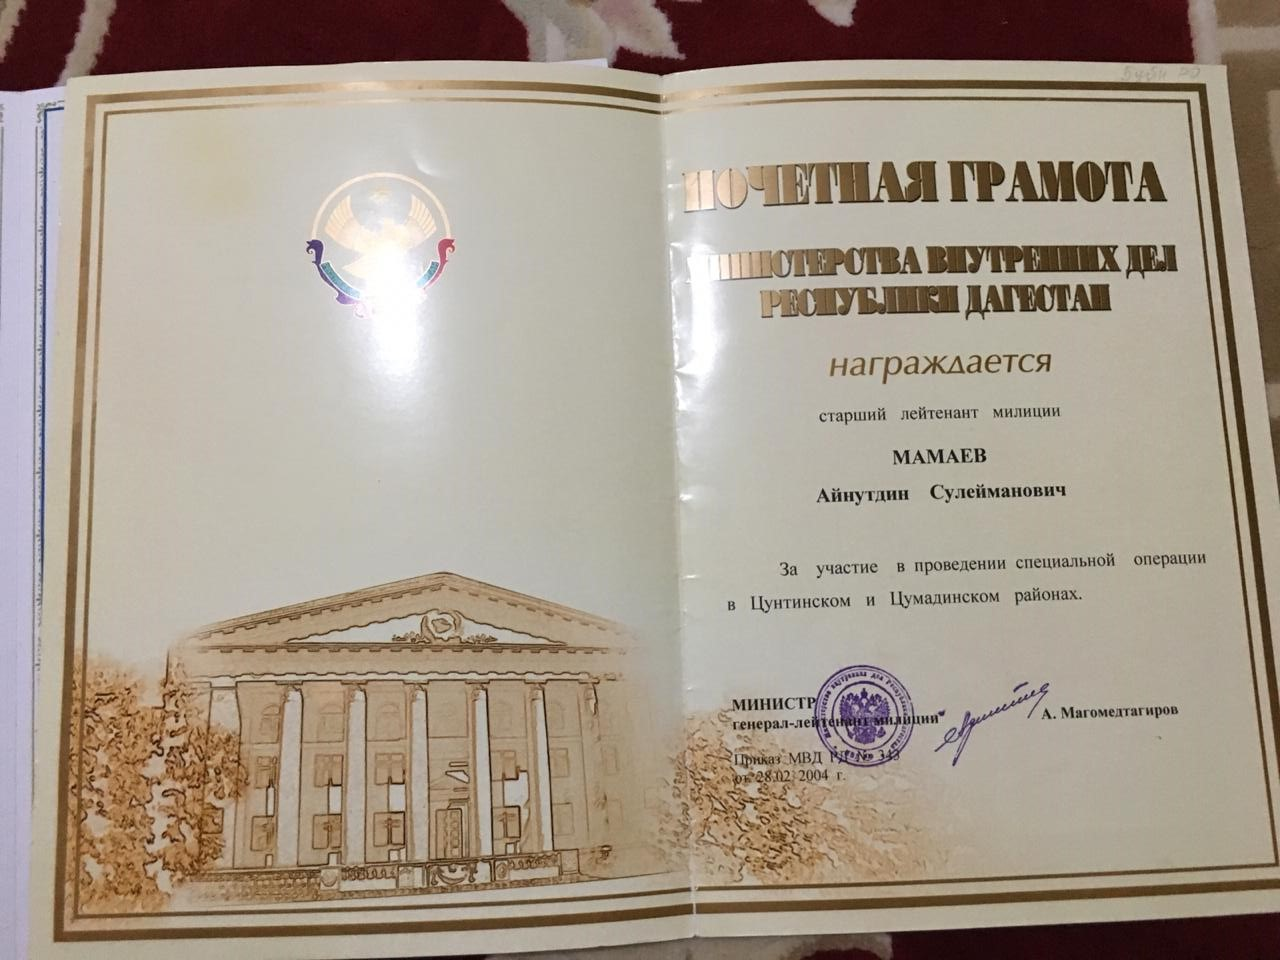 ПОЧЕТНАЯ ГРАМОТА
МИНИСТЕРСТВА ВНУТРЕННИХ ДЕЛ
РЕСПУБЛИКИ ДАГЕСТАН
награждается
старший лейтенант милиции
МАМАЕВ
Айнутдин Сулейманович
За участие в проведении специальной операции
в Цунтинском и Цумадинском районах.
МИНИСТР
генерал-лейтенант милиции
А. Магомедтагиров
Приказ МВД РД № 343
от 28.02 2004 г.